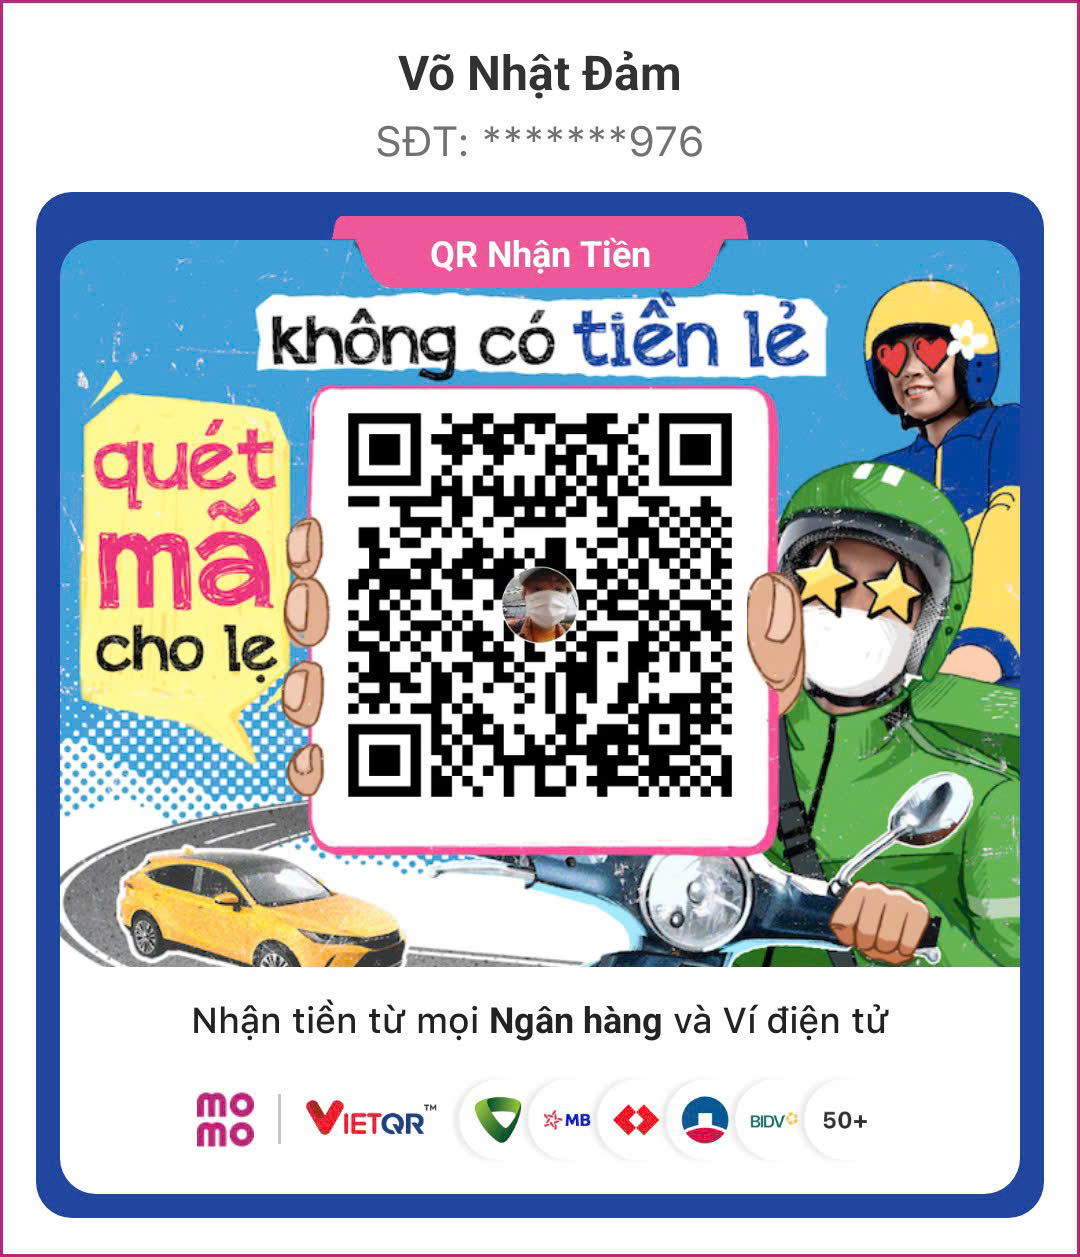 Võ Nhật Đảm
SĐT: *******976
QR Nhận Tiền
không có tiền lẻ
quét
mã
cho lẹ
Nhận tiền từ mọi Ngân hàng và Ví điện tử
mo
mo
VIETQR™
MB
BIDV
50+